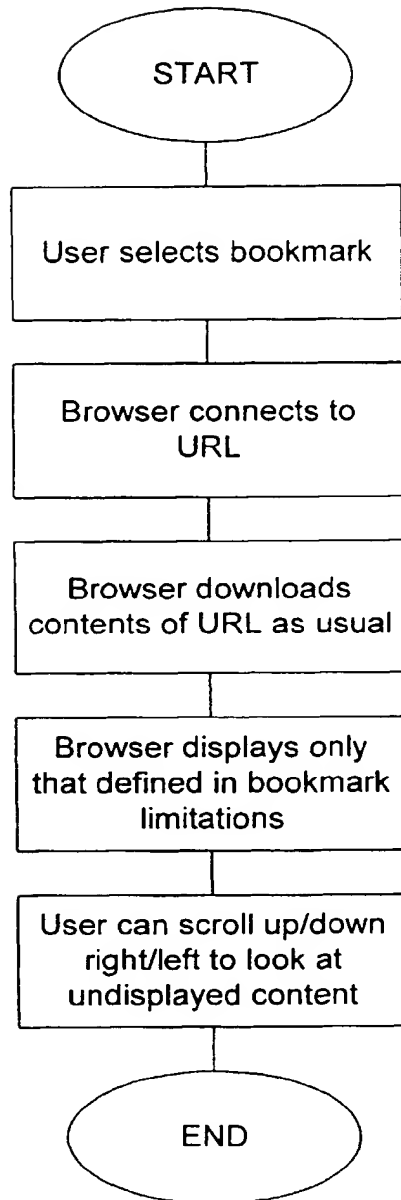 START
User selects bookmark
Browser connects to
URL
Browser downloads
contents of URL as usual
Browser displays only
that defined in bookmark
limitations
User can scroll up/down
right/left to look at
undisplayed content
END